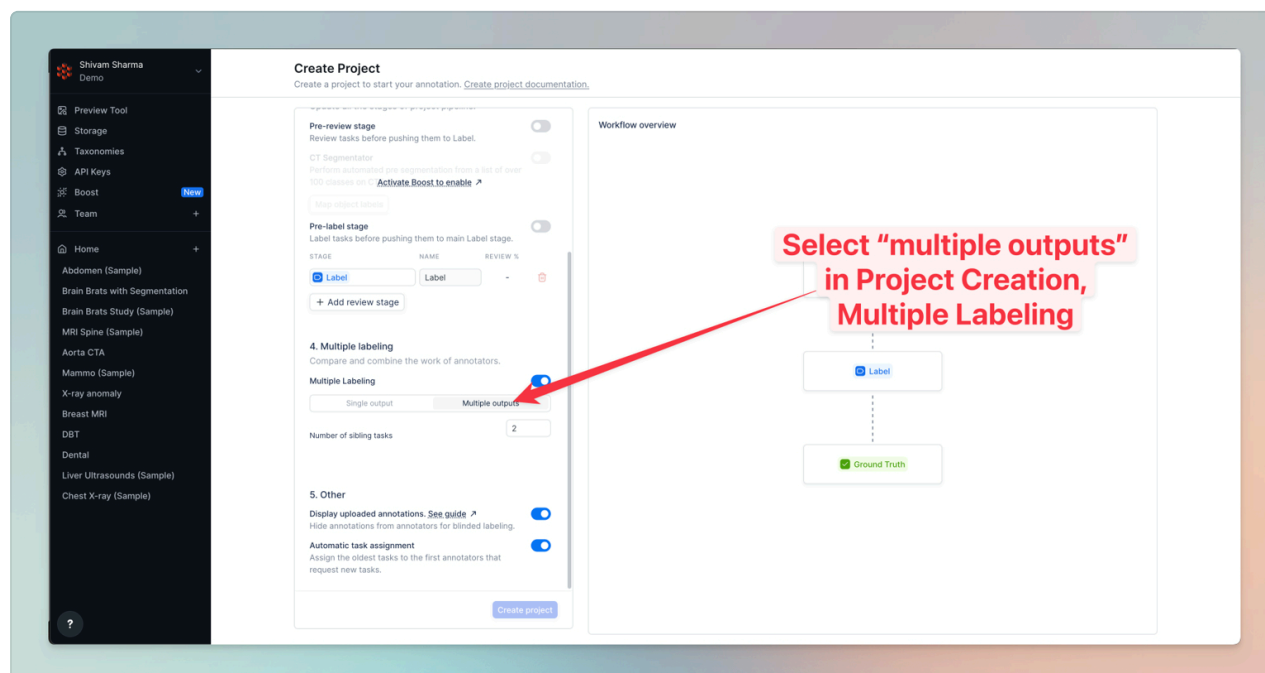 Shivam Sharma
Demo
Preview Tool
Storage
Taxonomies
API Keys
Boost New
Team +
Home +
Abdomen (Sample)
Brain Brats with Segmentation
Brain Brats Study (Sample)
MRI Spine (Sample)
Aorta CTA
Mammo (Sample)
X-ray anomaly
Breast MRI
DBT
Dental
Liver Ultrasounds (Sample)
Chest X-ray (Sample)
?
Create Project
Create a project to start your annotation. Create project documentation.
Update all the stages of project pipeline.
Pre-review stage
Review tasks before pushing them to Label.
CT Segmentator
Perform automated pre segmentation from a list of over
100 classes on CT Activate Boost to enable ↗
Map object labels
Pre-label stage
Label tasks before pushing them to main Label stage.
STAGE NAME REVIEW %
Label Label -
+ Add review stage
4. Multiple labeling
Compare and combine the work of annotators.
Multiple Labeling
Single output Multiple outputs
Number of sibling tasks 2
5. Other
Display uploaded annotations. See guide ↗
Hide annotations from annotators for blinded labeling.
Automatic task assignment
Assign the oldest tasks to the first annotators that
request new tasks.
Create project
Workflow overview
Select “multiple outputs”
in Project Creation,
Multiple Labeling
Label
Ground Truth